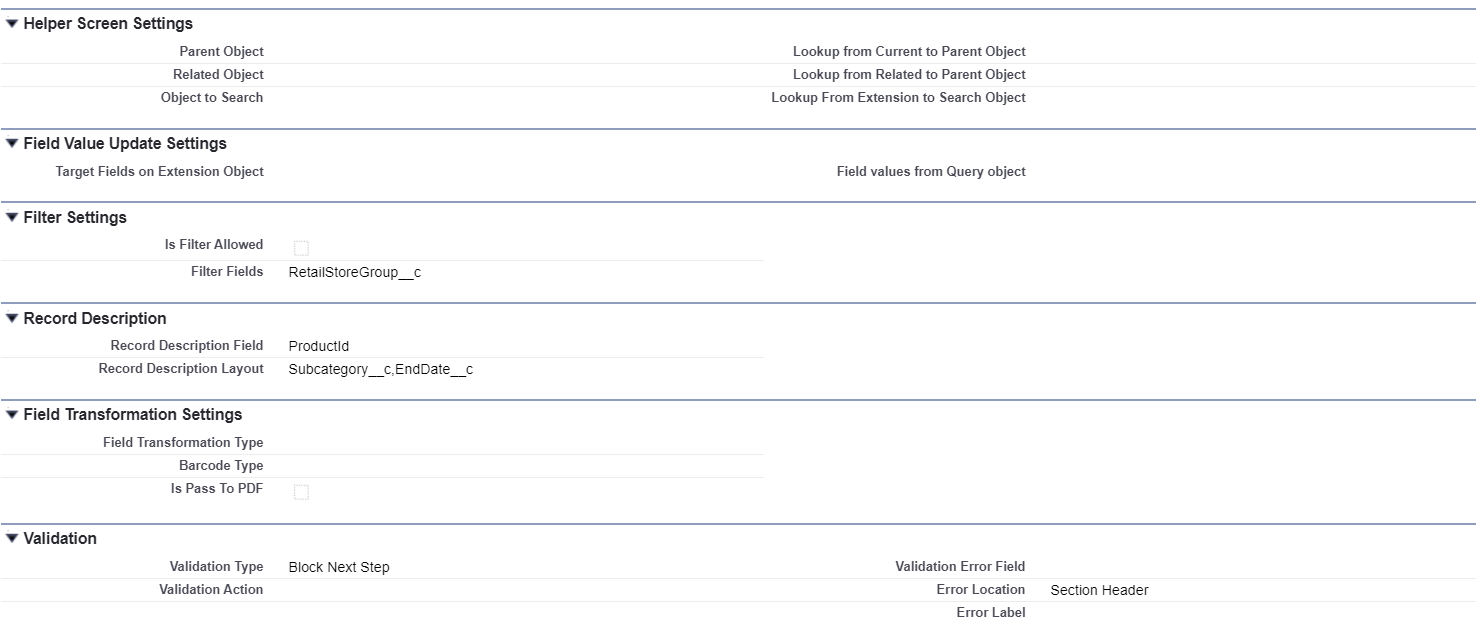 Helper Screen Settings
Parent Object Lookup from Current to Parent Object
Related Object Lookup from Related to Parent Object
Object to Search Lookup From Extension to Search Object
Field Value Update Settings
Target Fields on Extension Object Field values from Query object
Filter Settings
Is Filter Allowed
Filter Fields RetailStoreGroup__c
Record Description
Record Description Field ProductId
Record Description Layout Subcategory__c,EndDate__c
Field Transformation Settings
Field Transformation Type
Barcode Type
Is Pass To PDF
Validation
Validation Type Block Next Step Validation Error Field
Validation Action Error Location Section Header
Error Label